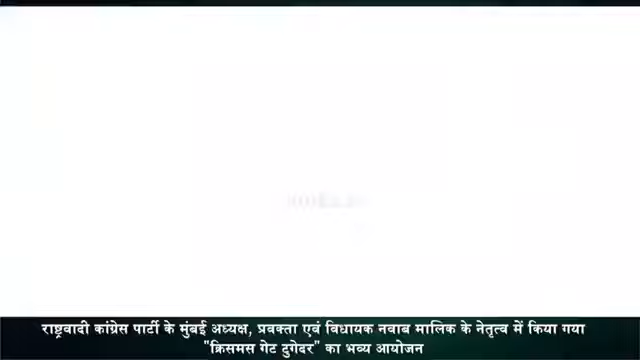 राष्ट्रवादी कांग्रेस पार्टी के मुंबई अध्यक्ष, प्रवक्ता एवं विधायक नवाब मालिक के नेतृत्व में किया गया
"क्रिसमस गेट टुगेदर" का भव्य आयोजन